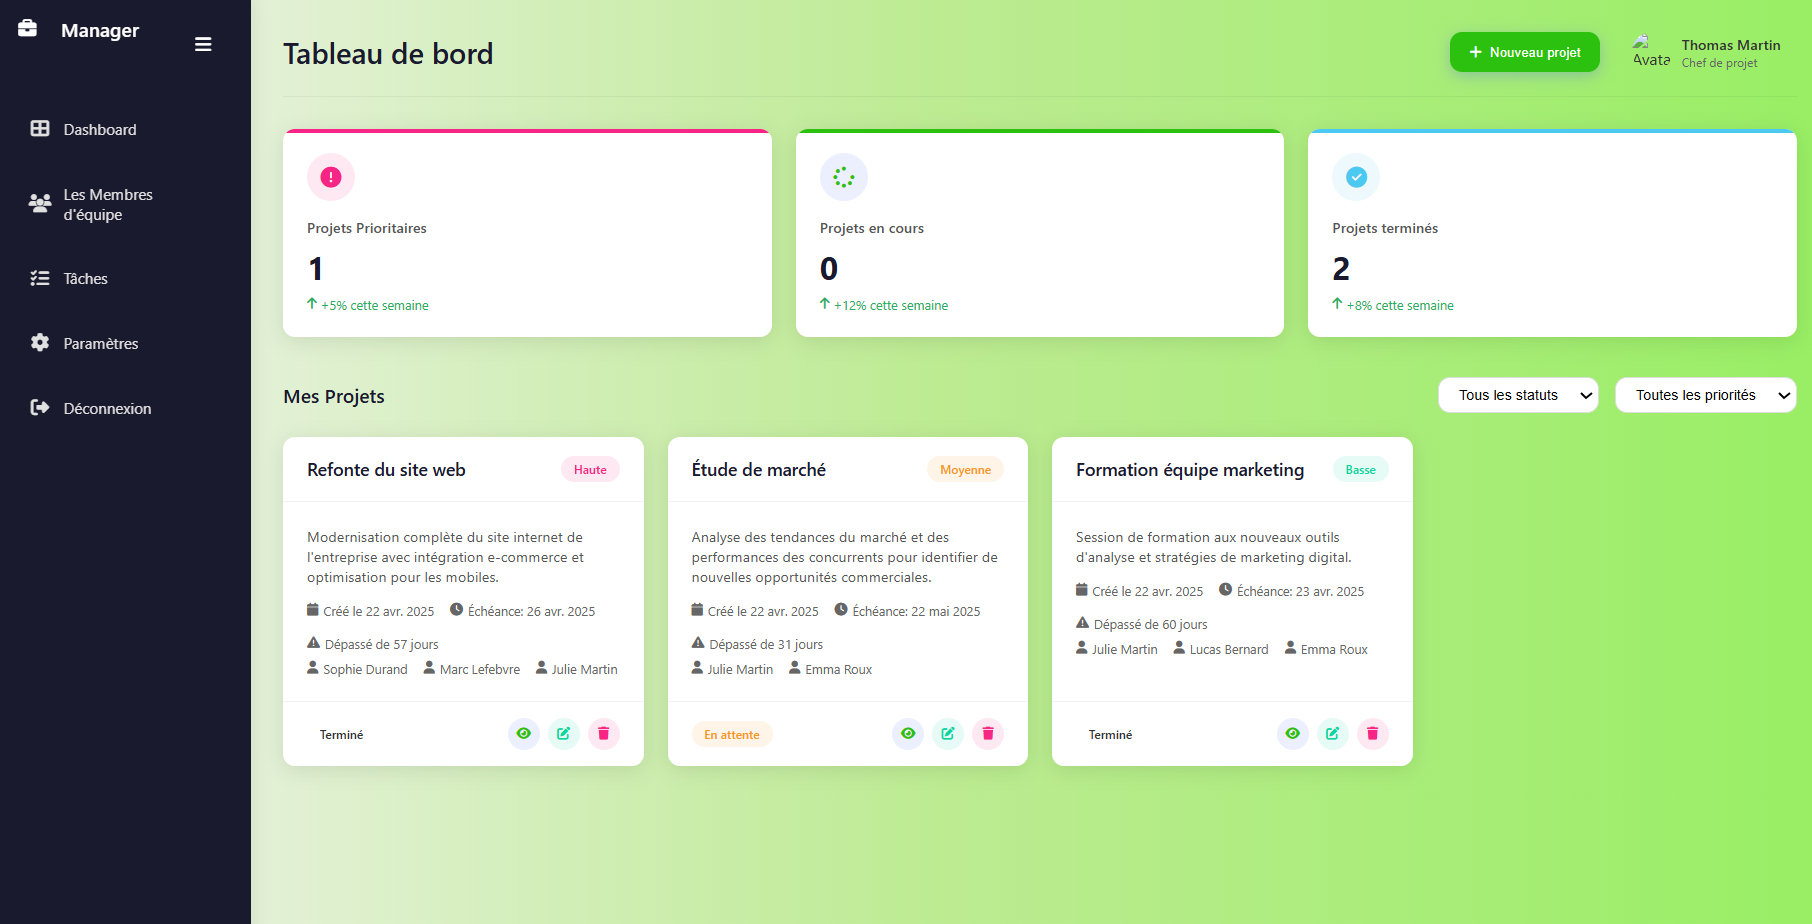 Manager
Dashboard
Les Membres
d'équipe
Tâches
Paramètres
Déconnexion
Tableau de bord
Nouveau projet
Avata
Thomas Martin
Chef de projet
Projets Prioritaires
1
+5% cette semaine
Projets en cours
0
+12% cette semaine
Projets terminés
2
+8% cette semaine
Mes Projets
Tous les statuts
Toutes les priorités
Refonte du site web
Haute
Modernisation complète du site internet de
l'entreprise avec intégration e-commerce et
optimisation pour les mobiles.
Créé le 22 avr. 2025 Échéance: 26 avr. 2025
Dépassé de 57 jours
Sophie Durand Marc Lefebvre Julie Martin
Terminé
Étude de marché
Moyenne
Analyse des tendances du marché et des
performances des concurrents pour identifier de
nouvelles opportunités commerciales.
Créé le 22 avr. 2025 Échéance: 22 mai 2025
Dépassé de 31 jours
Julie Martin Emma Roux
En attente
Formation équipe marketing
Basse
Session de formation aux nouveaux outils
d'analyse et stratégies de marketing digital.
Créé le 22 avr. 2025 Échéance: 23 avr. 2025
Dépassé de 60 jours
Julie Martin Lucas Bernard Emma Roux
Terminé